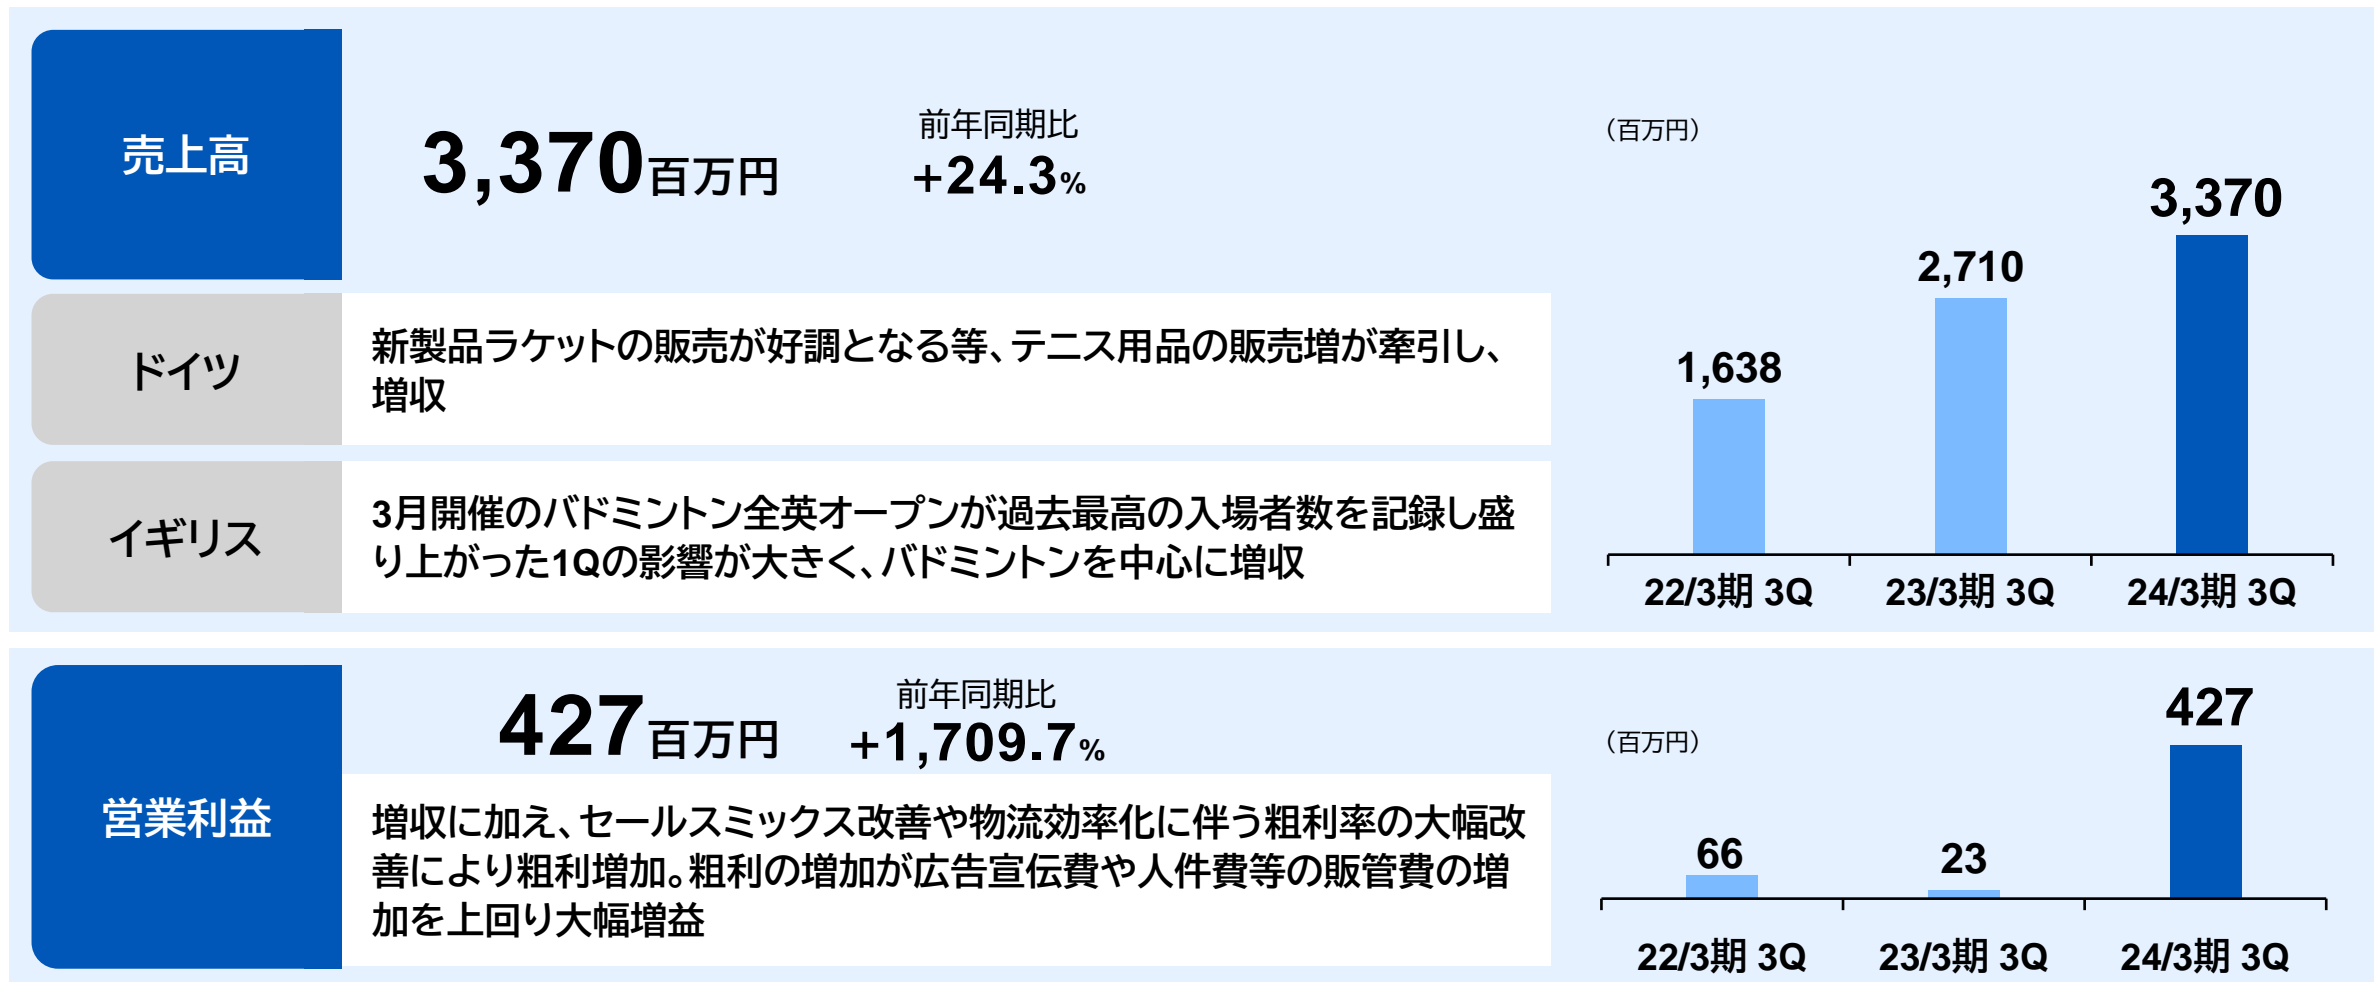 売上高
3,370百万円
前年同期比
+24.3%
ドイツ
新製品ラケットの販売が好調となる等、テニス用品の販売増が牽引し、
増収
イギリス
3月開催のバドミントン全英オープンが過去最高の入場者数を記録し盛
り上がった1Qの影響が大きく、バドミントンを中心に増収
（百万円）
1,638
2,710
3,370
22/3期 3Q
23/3期 3Q
24/3期 3Q
営業利益
427百万円
前年同期比
+1,709.7%
増収に加え、セールスミックス改善や物流効率化に伴う粗利率の大幅改
善により粗利増加。粗利の増加が広告宣伝費や人件費等の販管費の増
加を上回り大幅増益
（百万円）
66
23
427
22/3期 3Q
23/3期 3Q
24/3期 3Q